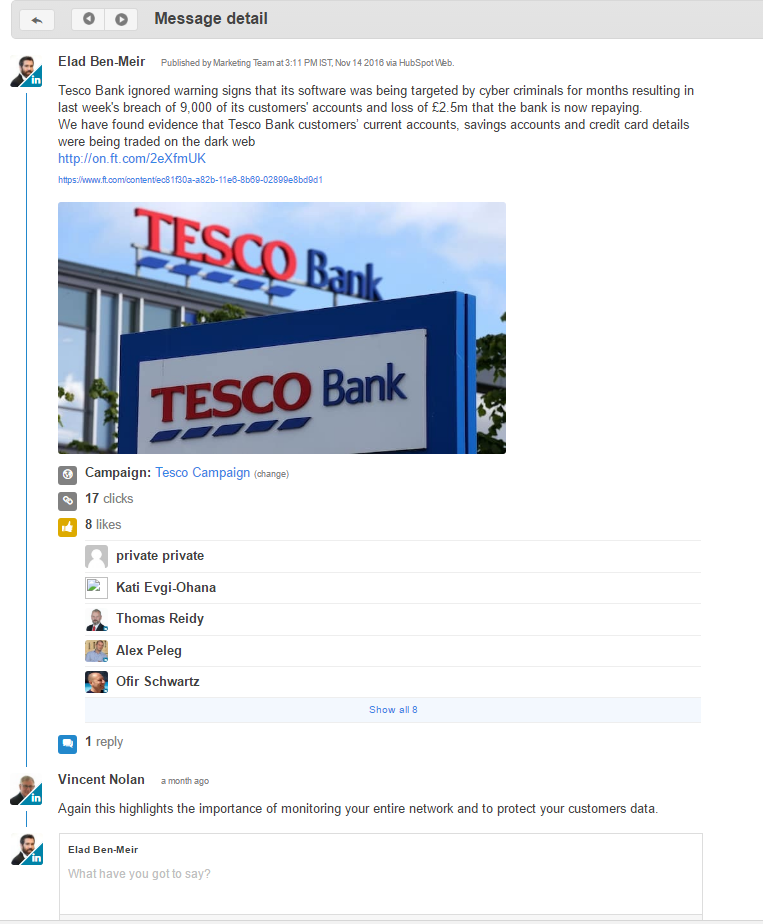 Message detail
Elad Ben-Meir Published by Marketing Team at 3:11 PM IST, Nov 14 2016 via HubSpot Web.
Tesco Bank ignored warning signs that its software was being targeted by cyber criminals for months resulting in
last week's breach of 9,000 of its customers' accounts and loss of £2.5m that the bank is now repaying.
We have found evidence that Tesco Bank customers' current accounts, savings accounts and credit card details
were being traded on the dark web
http://on.ft.com/2eXfmUK
https://www.ft.com/content/ec81f30a-a82b-11e6-8b69-02899e8bd9d1
TESCO Bank
TESCO Bank
Campaign: Tesco Campaign (change)
17 clicks
8 likes
private private
Kati Evgi-Ohana
Thomas Reidy
Alex Peleg
Ofir Schwartz
Show all 8
1 reply
Vincent Nolan a month ago
Again this highlights the importance of monitoring your entire network and to protect your customers data.
Elad Ben-Meir
What have you got to say?
in
in
in